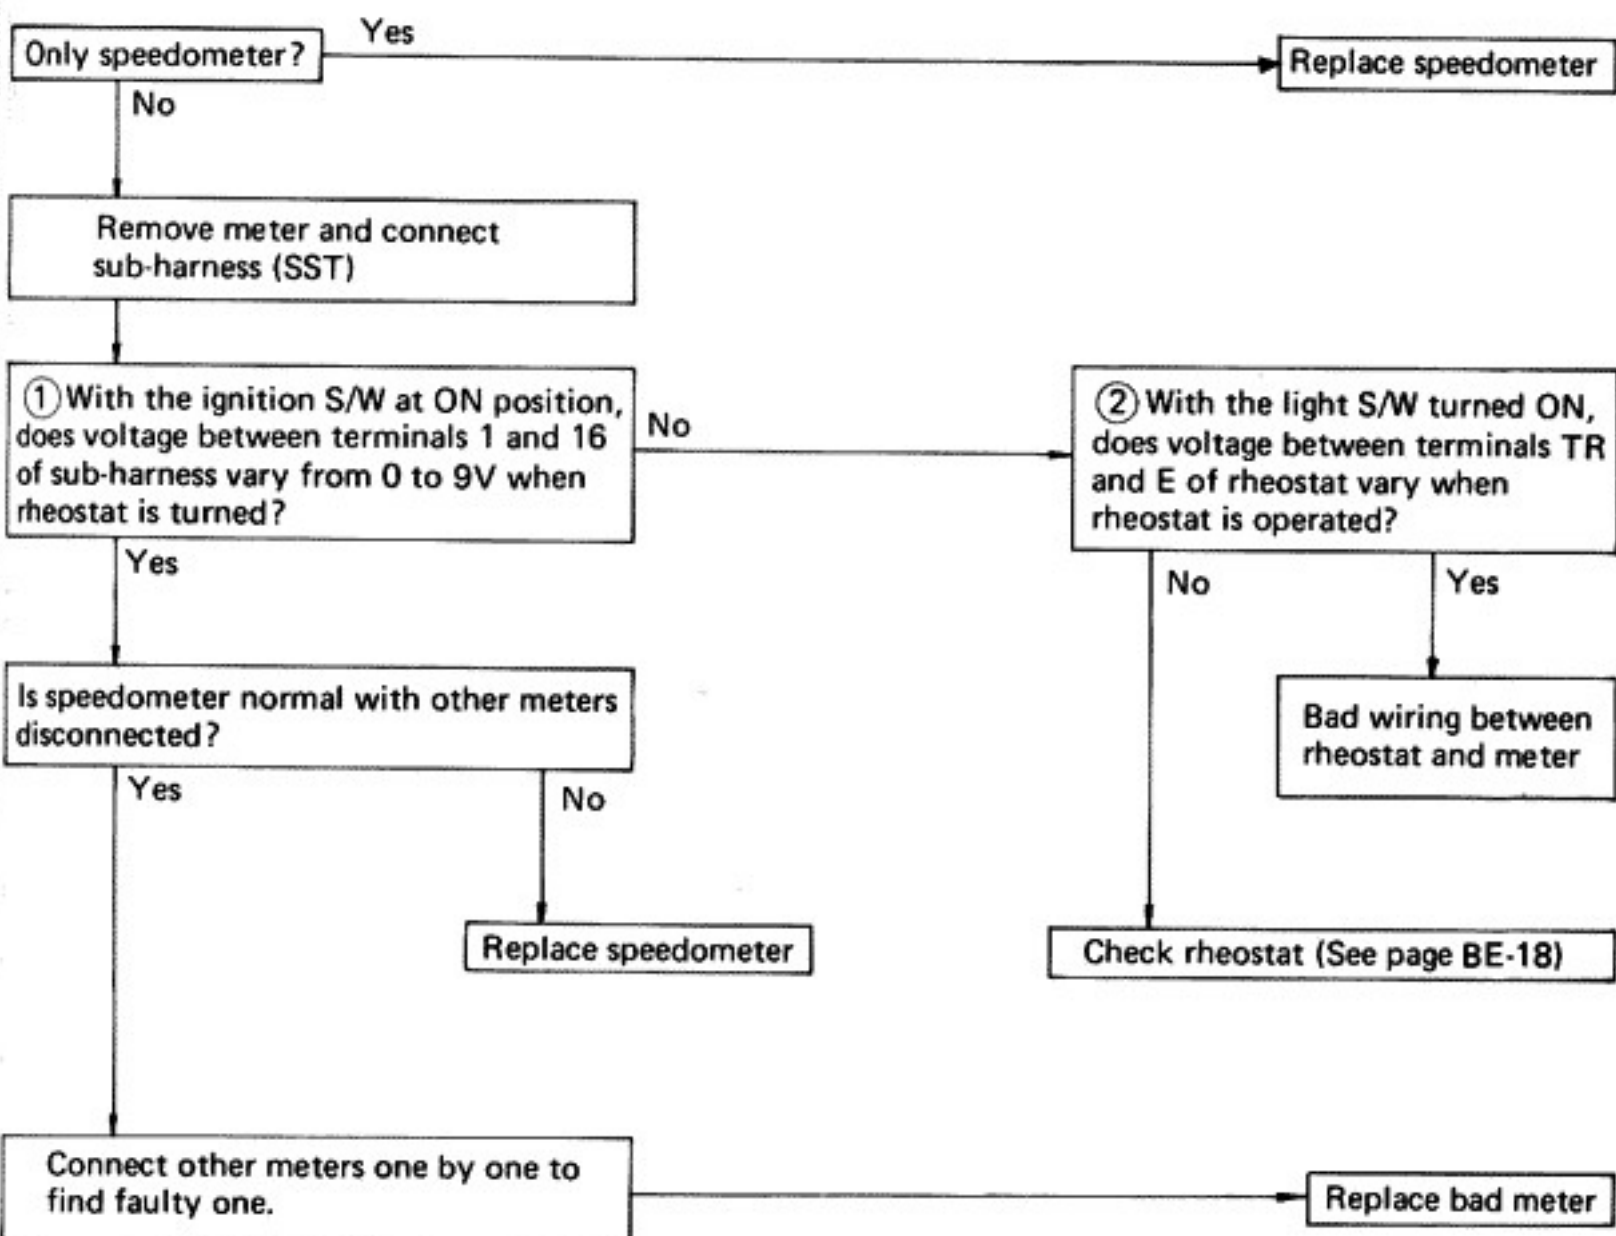 Only speedometer?
Yes
Replace speedometer
No
Remove meter and connect
sub-harness (SST)
①With the ignition S/W at ON position,
does voltage between terminals 1 and 16
of sub-harness vary from 0 to 9V when
rheostat is turned?
No
②With the light S/W turned ON,
does voltage between terminals TR
and E of rheostat vary when
rheostat is operated?
Yes
No
Yes
Is speedometer normal with other meters
disconnected?
Bad wiring between
rheostat and meter
Yes
No
Replace speedometer
Check rheostat (See page BE-18)
Connect other meters one by one to
find faulty one.
Replace bad meter